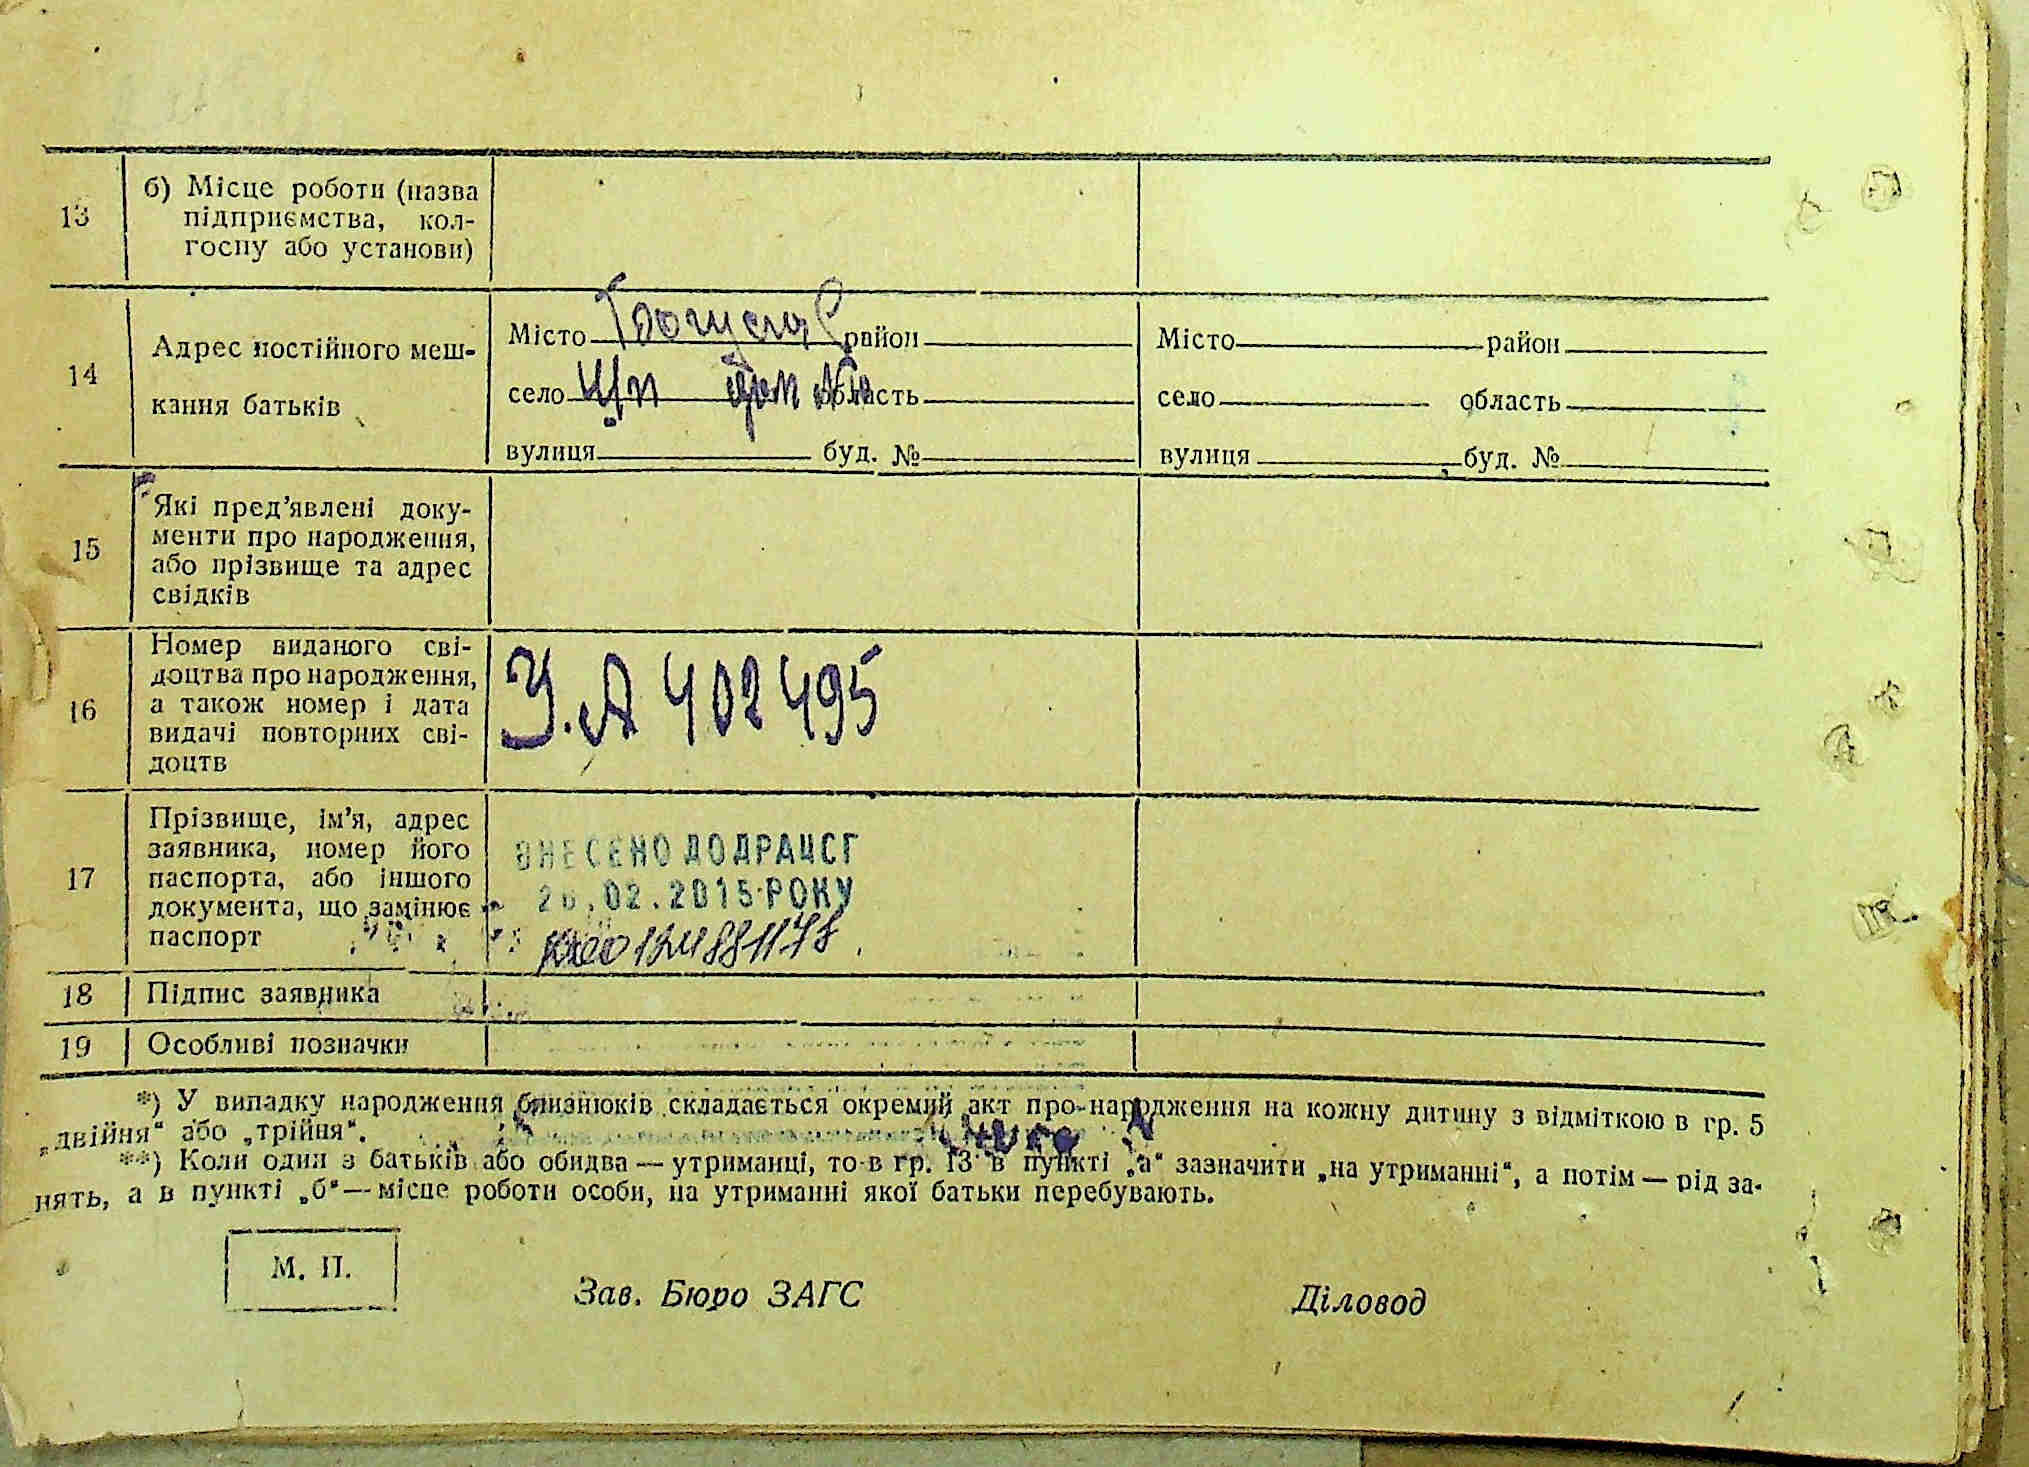 13
б) Місце роботи (назва
підприємства, кол-
госпу або установи)
14
Адрес постійного меш-
кання батьків
Місто Богуслав район
село область
вулиця буд. №
Місто район
село область
вулиця буд. №
15
Які пред'явлені доку-
менти про народження,
або прізвище та адрес
свідків
16
Номер виданого сві-
доцтва про народження,
а також номер і дата
видачі повторних сві-
доцтв
У.А 402495
17
Прізвище, ім'я, адрес
заявника, номер його
паспорта, або іншого
документа, що замінює
паспорт
ВНЕСЕНО ДО ДРАЦСГ
26.02.2015 РОКУ
18
Підпис заявника
19
Особливі позначки
*) У випадку народження близнюків складається окремий акт про народження на кожну дитину з відміткою в гр. 5
„двійня" або „трійня".
**) Коли один з батьків або обидва — утриманці, то в гр. 13 в пункті „а" зазначити „на утриманні", а потім — рід за-
нять, а в пункті „б" — місце роботи особи, на утриманні якої батьки перебувають.
М. П.
Зав. Бюро ЗАГС
Діловод